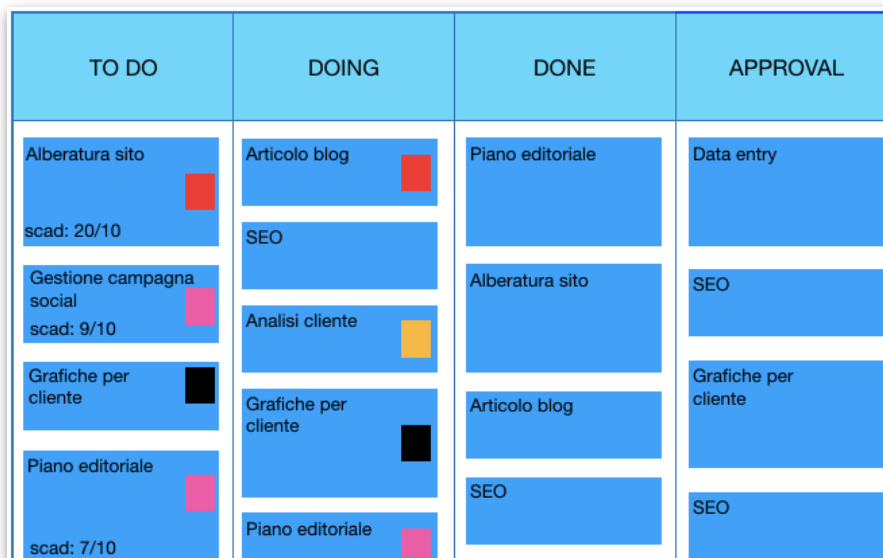 TO DO
DOING
DONE
APPROVAL
Alberatura sito
scad: 20/10
Gestione campagna
social
scad: 9/10
Grafiche per
cliente
Piano editoriale
scad: 7/10
Articolo blog
SEO
Analisi cliente
Grafiche per
cliente
Piano editoriale
Piano editoriale
Alberatura sito
Articolo blog
SEO
Data entry
SEO
Grafiche per
cliente
SEO